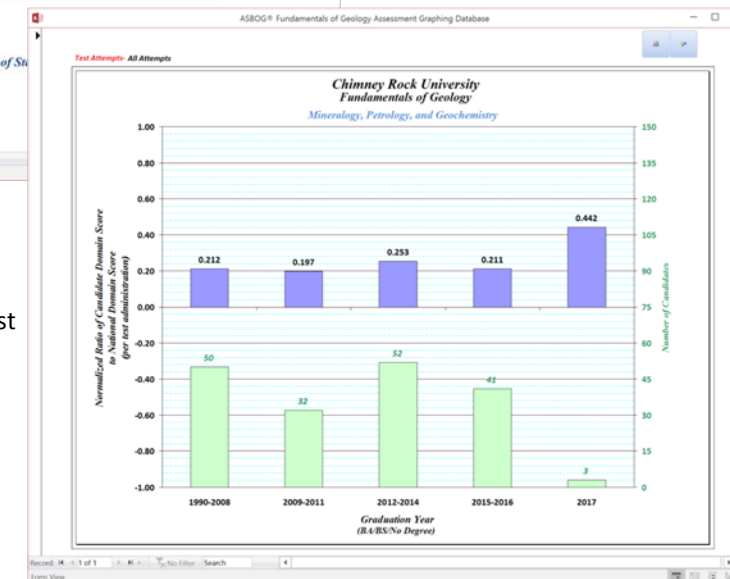 ASBOG® Fundamentals of Geology Assessment Graphing Database
of St
Test Attempts- All Attempts
Chimney Rock University
Fundamentals of Geology
Mineralogy, Petrology, and Geochemistry
1.00
0.80
0.60
0.40
0.20
0.00
-0.20
-0.40
-0.60
-0.80
-1.00
Normalized Ratio of Candidate Domain Score
to National Domain Score
(per test administration)
0.212
0.197
0.253
0.211
0.442
50
32
52
41
3
150
135
120
105
90
75
60
45
30
15
0
Number of Candidates
st
1990-2008
2009-2011
2012-2014
2015-2016
2017
Graduation Year
(BA/BS/No Degree)
Record: 1 of 1 No Filter Search
Form View